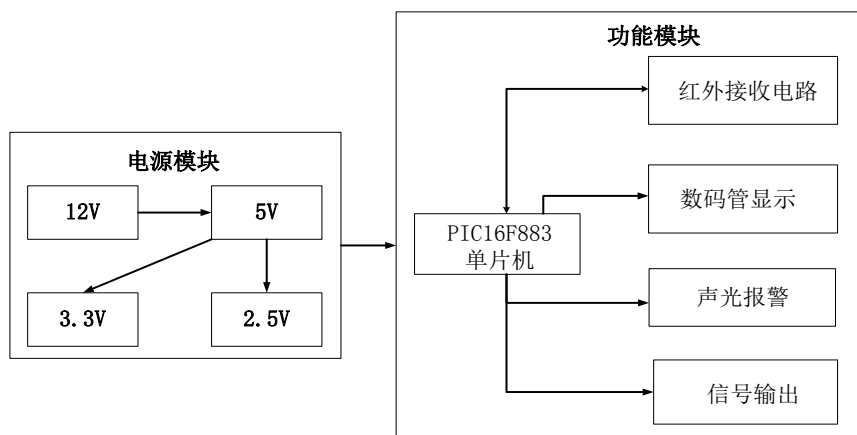 功能模块
红外接收电路
电源模块
12V
5V
数码管显示
PIC16F883
单片机
3.3V
2.5V
声光报警
信号输出